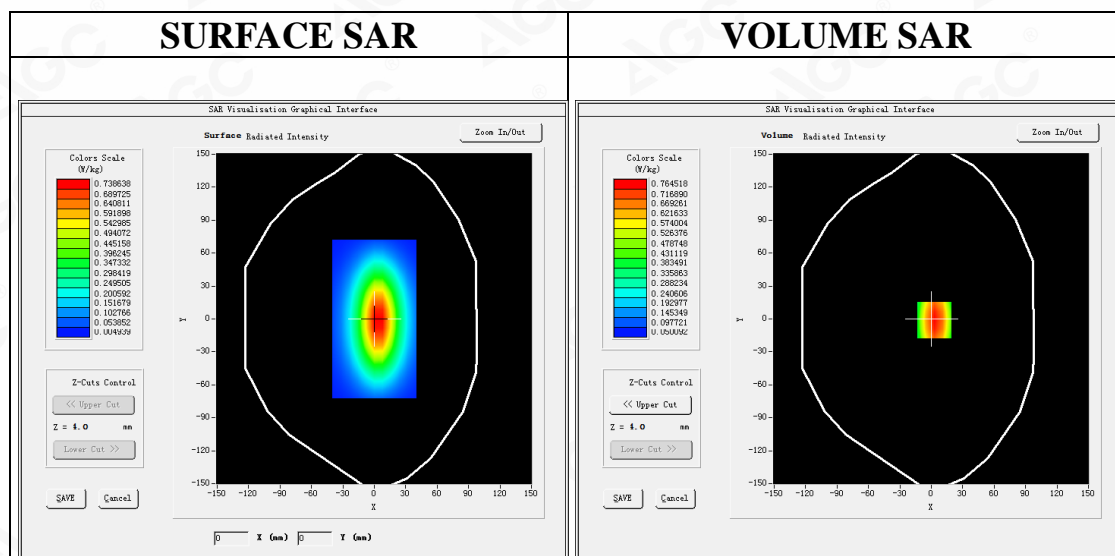 SURFACE SAR
VOLUME SAR
SAR Visualisation Graphical Interface
Surface Radiated Intensity
Zoom In/Out
Colors Scale
(W/kg)
0.738638
0.689725
0.640811
0.591898
0.542985
0.494072
0.445158
0.396245
0.347332
0.298419
0.249505
0.200592
0.151679
0.102766
0.053852
0.004939
150
120
90
60
30
0
-30
-60
-90
-120
-150
Y
-150 -120 -90 -60 -30 0 30 60 90 120 150
X
Z-Cuts Control
<< Upper Cut
Z = 4.0 mm
Lower Cut >>
SAVE Cancel
0 X (mm) 0 Y (mm)
SAR Visualisation Graphical Interface
Volume Radiated Intensity
Zoom In/Out
Colors Scale
(W/kg)
0.764518
0.716890
0.669261
0.621633
0.574004
0.526376
0.478748
0.431119
0.383491
0.335863
0.288234
0.240606
0.192977
0.145349
0.097721
0.050092
150
120
90
60
30
0
-30
-60
-90
-120
-150
Y
-150 -120 -90 -60 -30 0 30 60 90 120 150
X
Z-Cuts Control
<< Upper Cut
Z = 4.0 mm
Lower Cut >>
SAVE Cancel